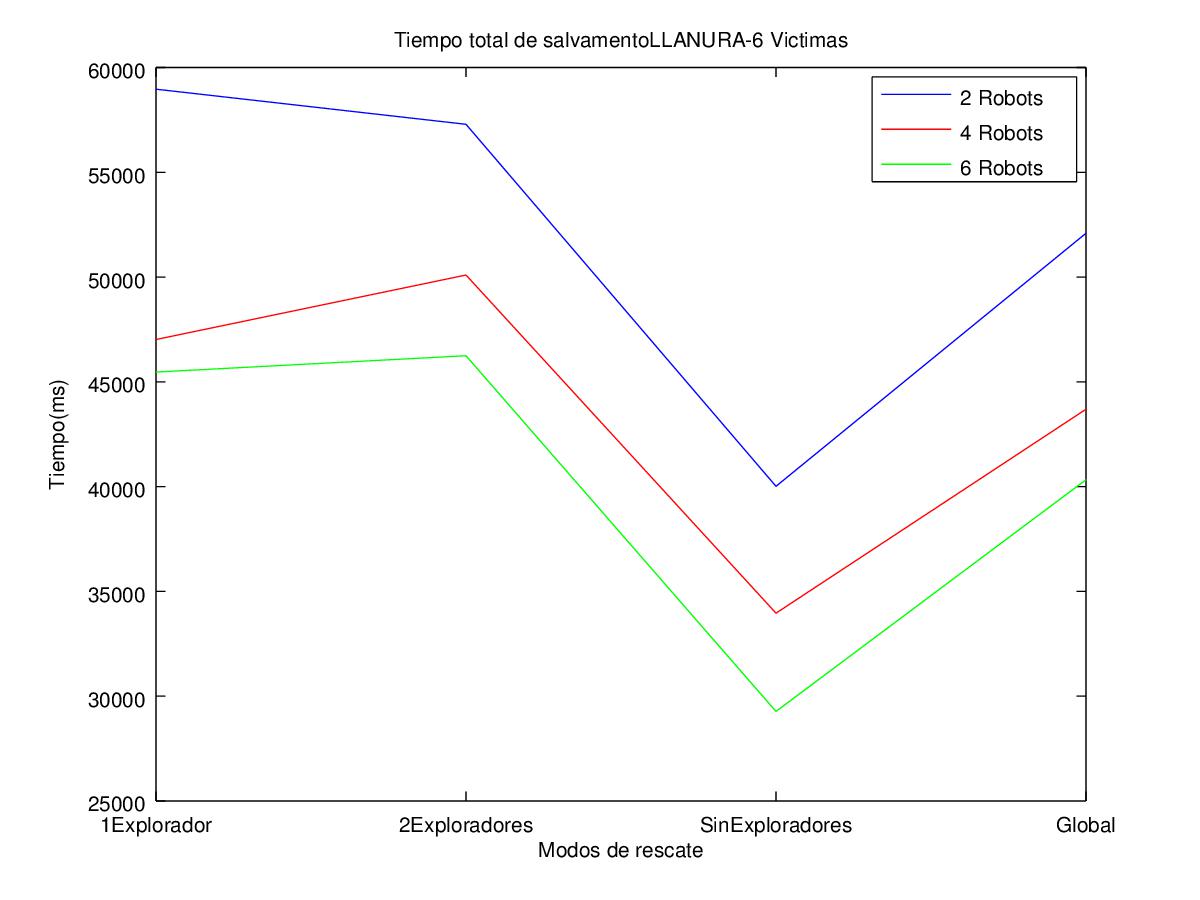 Tiempo total de salvamentoLLANURA-6 Victimas
60000
55000
50000
45000
40000
35000
30000
25000
Tiempo(ms)
2 Robots
4 Robots
6 Robots
1Explorador 2Exploradores SinExploradores Global
Modos de rescate